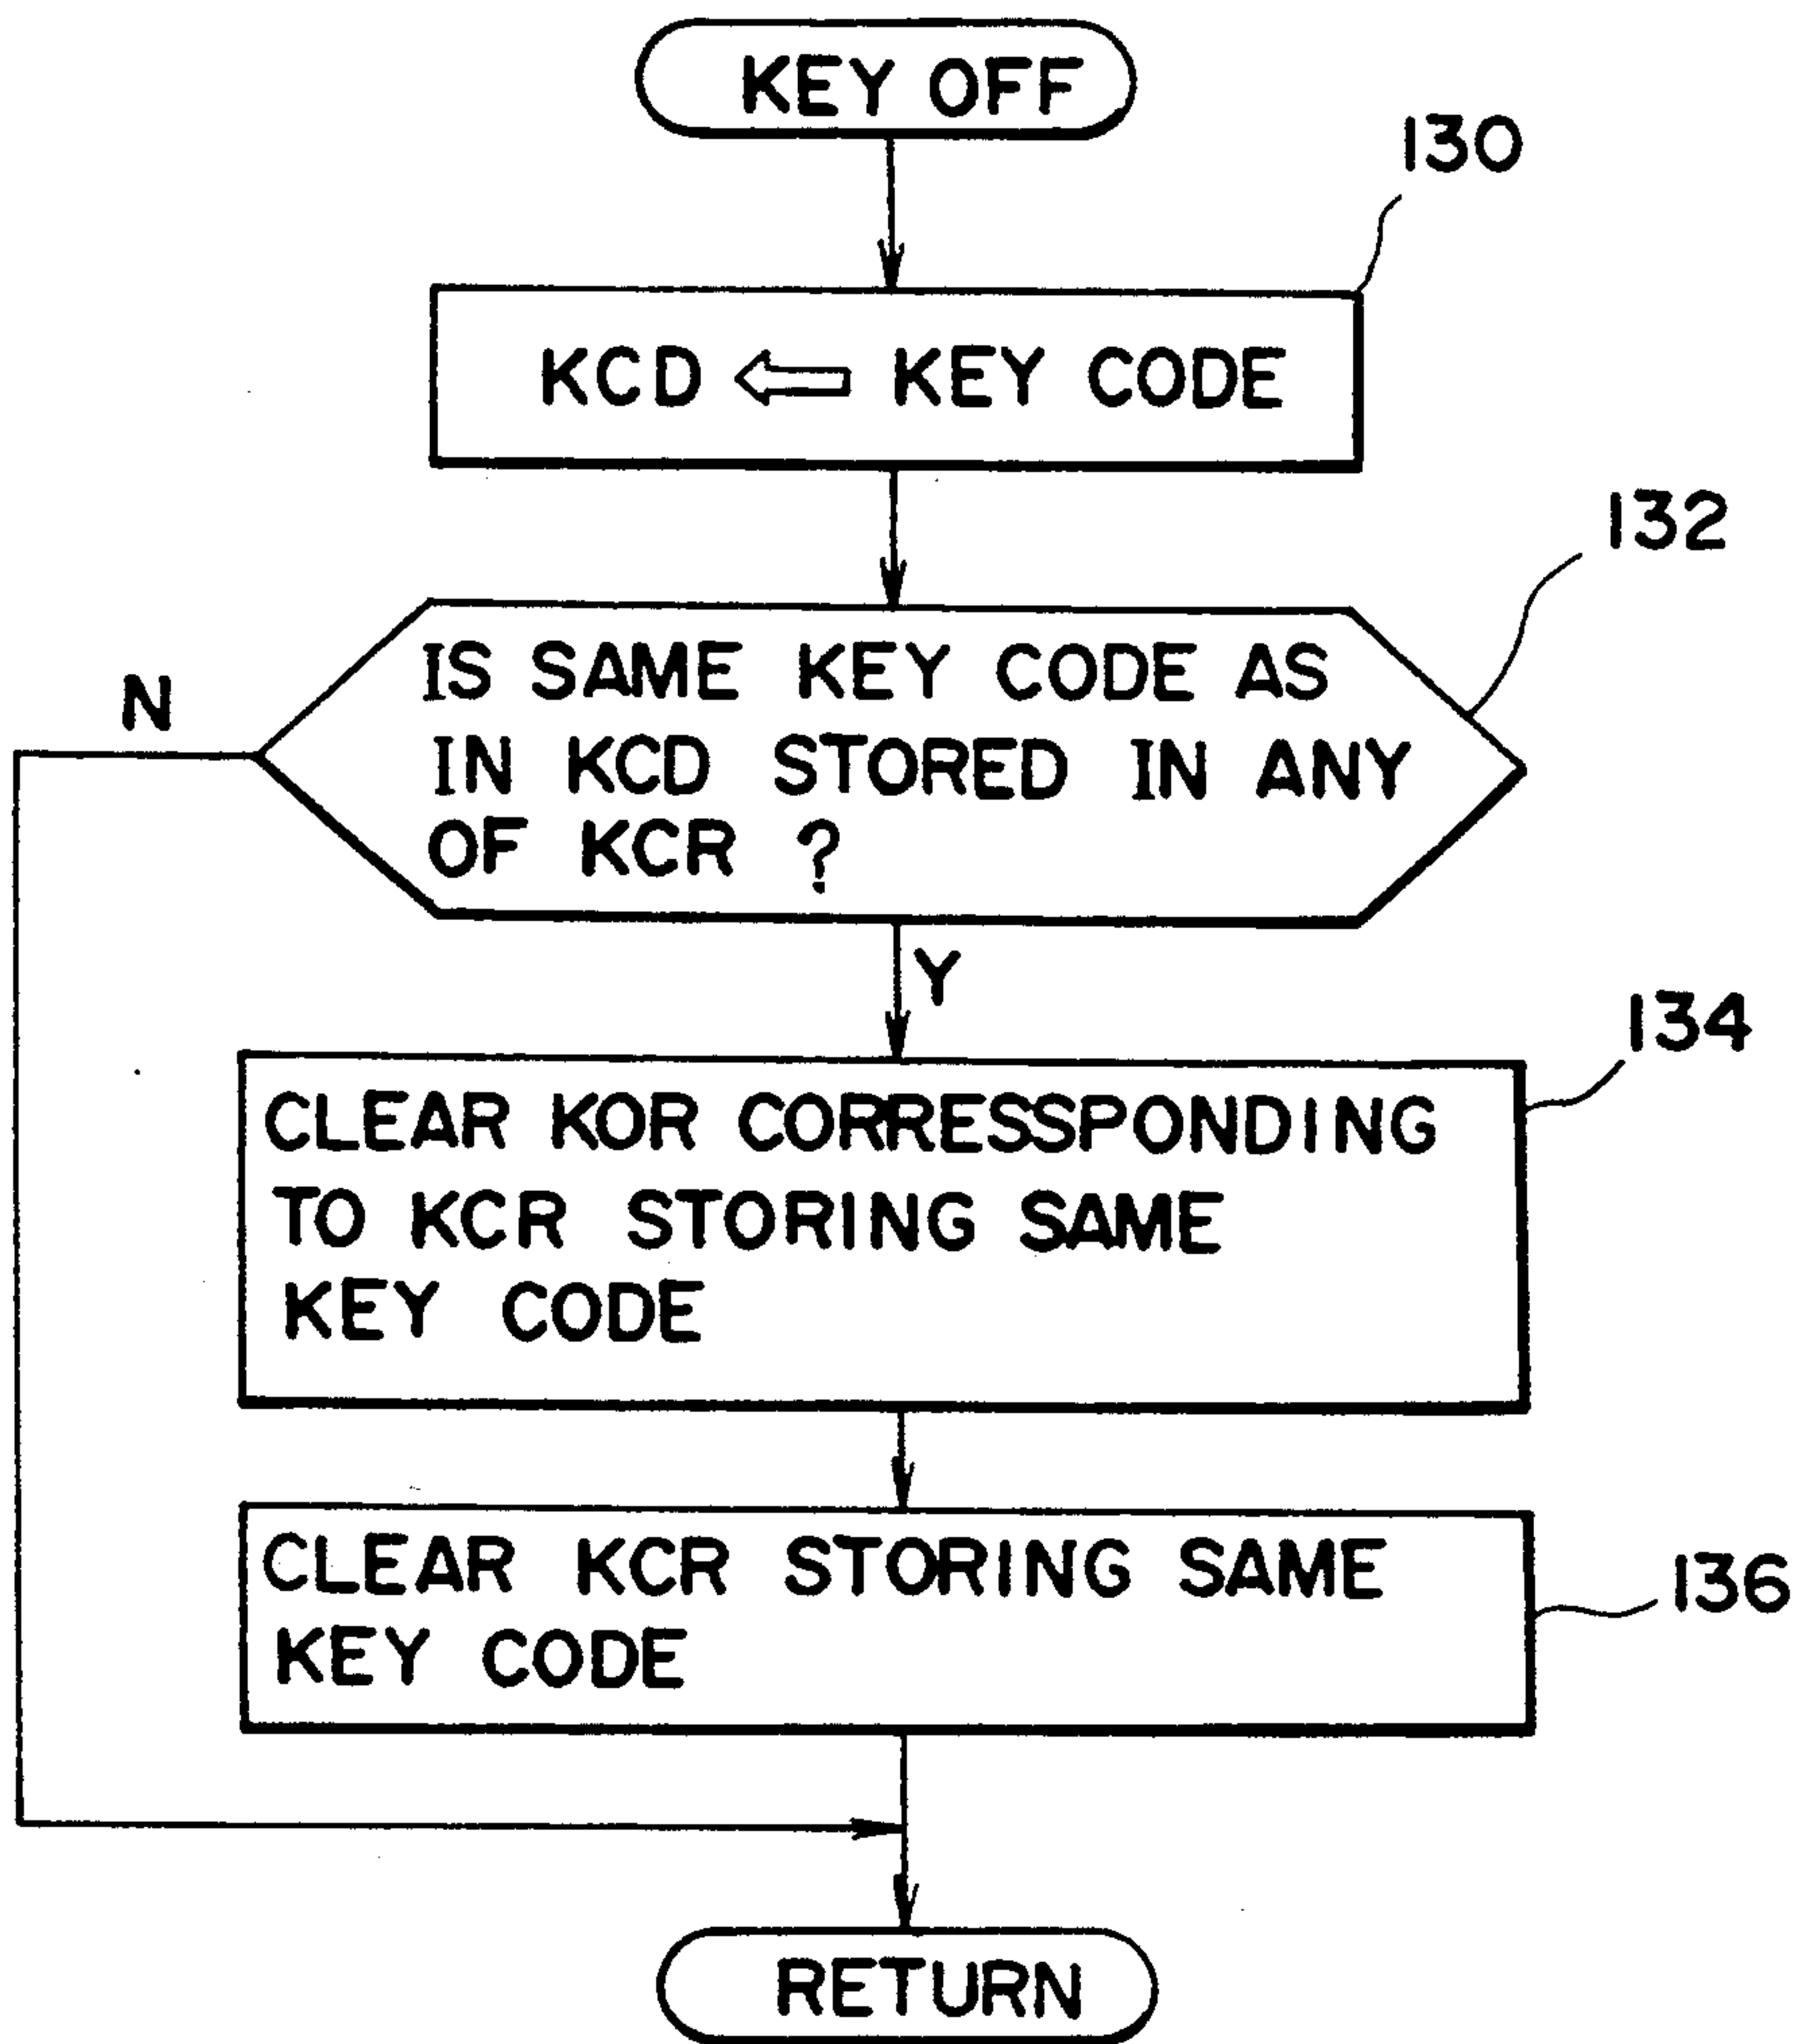 KEY OFF
130
KCD ⇐ KEY CODE
132
IS SAME KEY CODE AS
IN KCD STORED IN ANY
OF KCR ?
N
Y
134
CLEAR KOR CORRESSPONDING
TO KCR STORING SAME
KEY CODE
136
CLEAR KCR STORING SAME
KEY CODE
RETURN